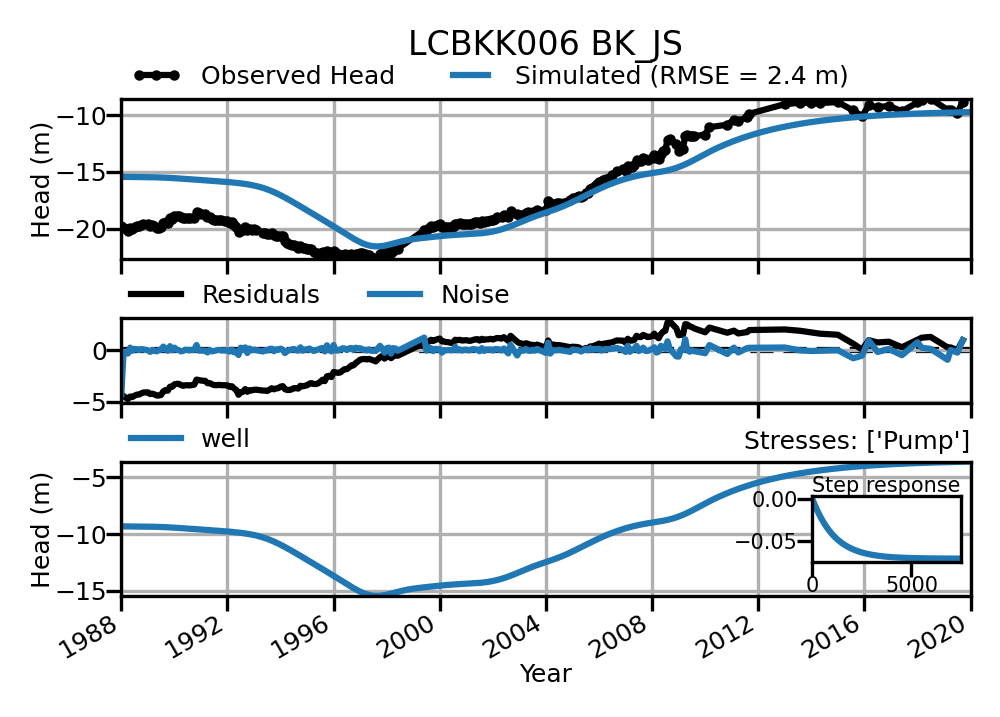 LCBKK006 BK_JS
Observed Head
Simulated (RMSE = 2.4 m)
Head (m)
−10
−15
−20
Residuals
Noise
0
−5
well
Stresses: ['Pump']
Head (m)
−5
−10
−15
Step response
0.00
−0.05
0
5000
1988
1992
1996
2000
2004
2008
2012
2016
2020
Year